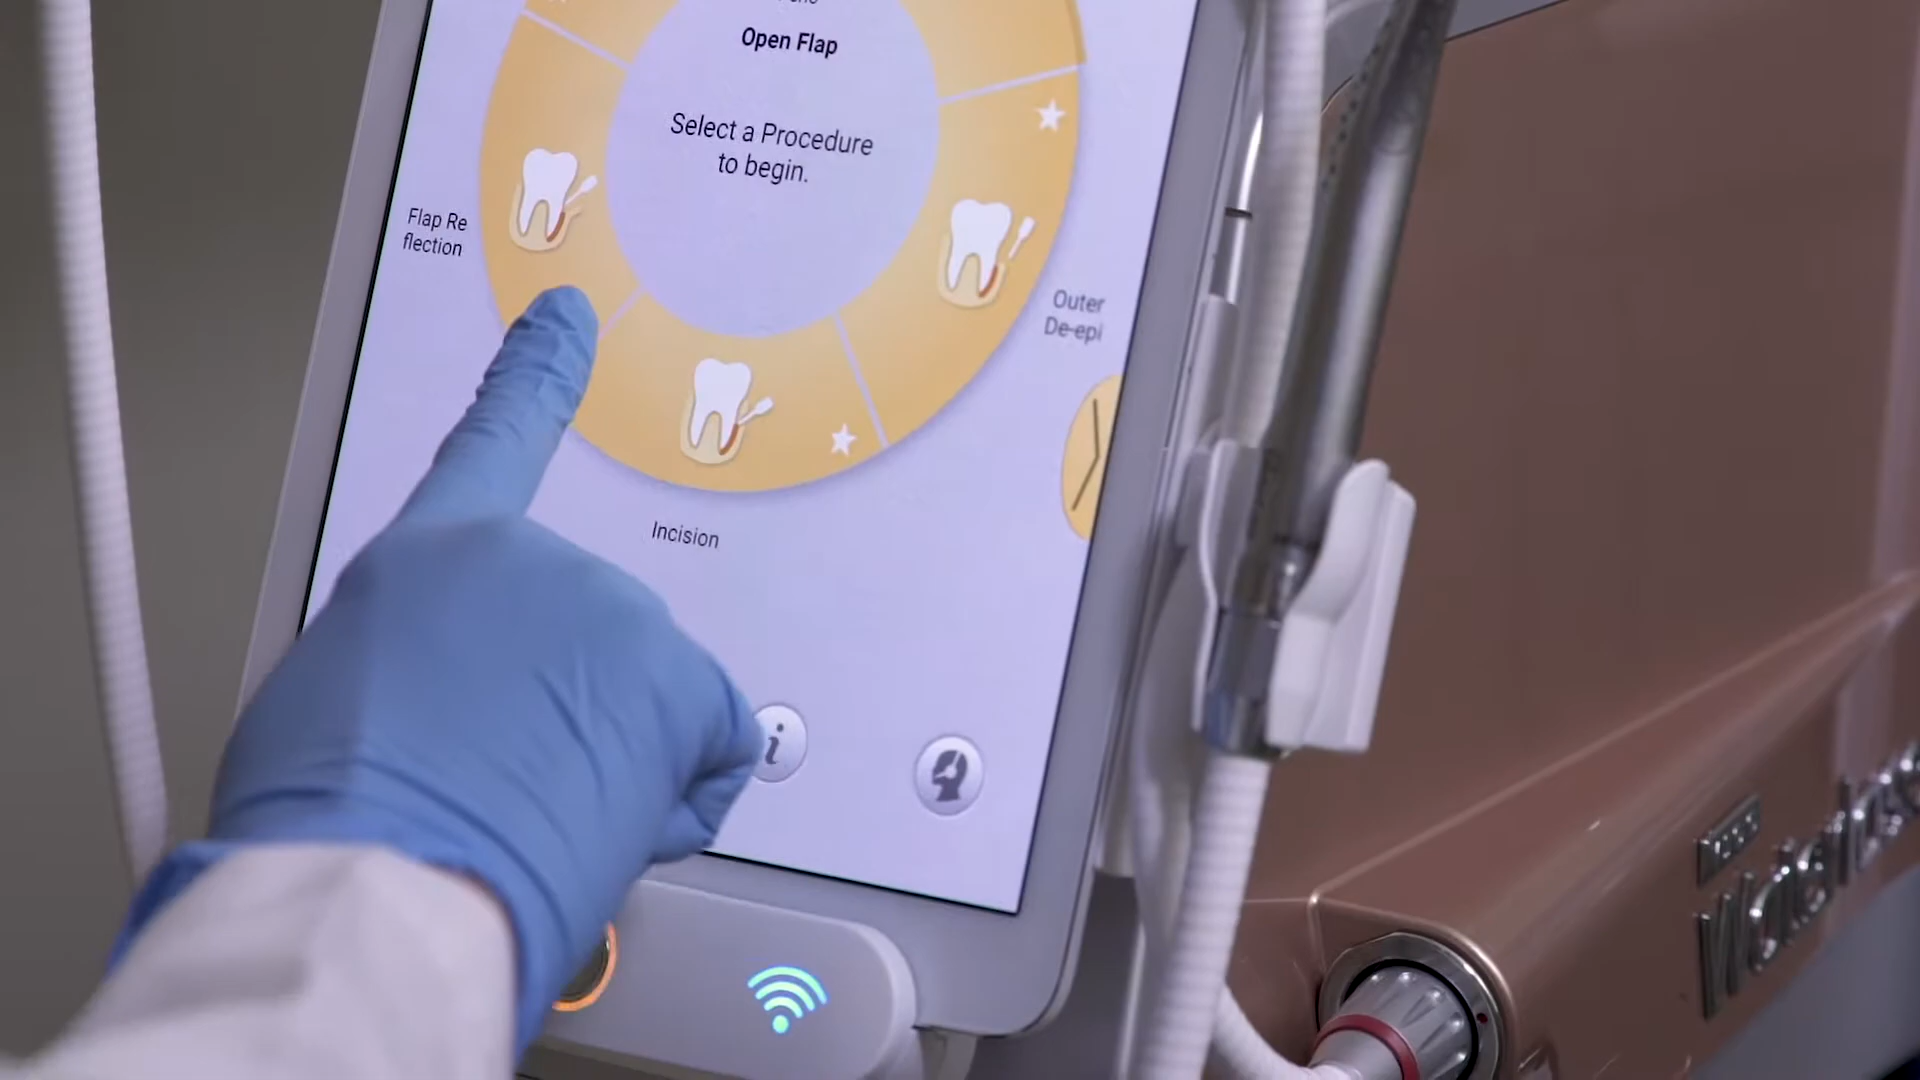 Open Flap
Select a Procedure
to begin.
Flap Re
flection
Outer
De-epi
Incision
i